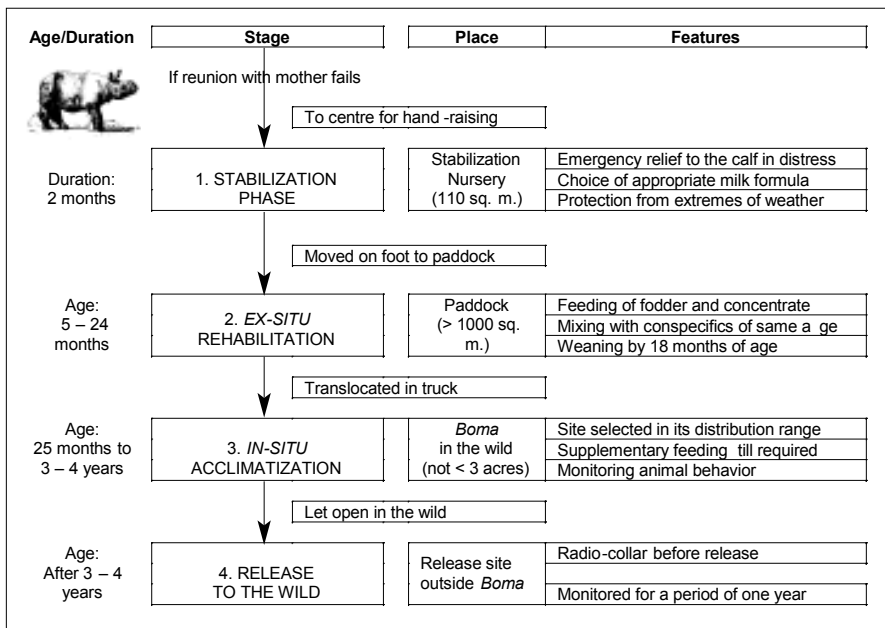 Age/Duration Stage Place Features
If reunion with mother fails
To centre for hand -raising
Duration:
2 months
1. STABILIZATION
PHASE
Stabilization
Nursery
(110 sq. m.)
Emergency relief to the calf in distress
Choice of appropriate milk formula
Protection from extremes of weather
Moved on foot to paddock
Age:
5 – 24
months
2. EX-SITU
REHABILITATION
Paddock
(> 1000 sq.
m.)
Feeding of fodder and concentrate
Mixing with conspecifics of same a ge
Weaning by 18 months of age
Translocated in truck
Age:
25 months to
3 – 4 years
3. IN-SITU
ACCLIMATIZATION
Boma
in the wild
(not < 3 acres)
Site selected in its distribution range
Supplementary feeding till required
Monitoring animal behavior
Let open in the wild
Age:
After 3 – 4
years
4. RELEASE
TO THE WILD
Release site
outside Boma
Radio-collar before release
Monitored for a period of one year